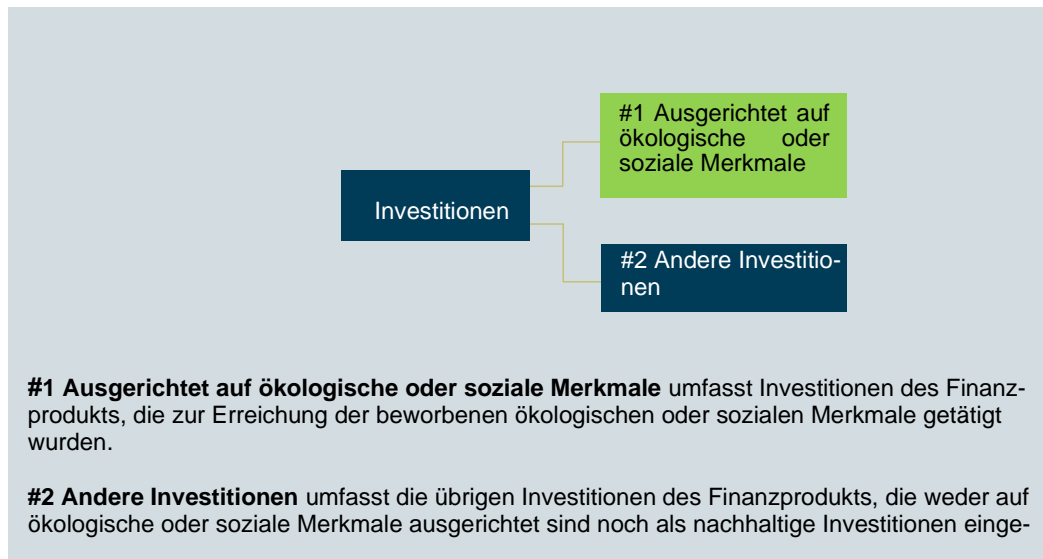 #1 Ausgerichtet auf
ökologische oder
soziale Merkmale
Investitionen
#2 Andere Investitio-
nen
#1 Ausgerichtet auf ökologische oder soziale Merkmale umfasst Investitionen des Finanz-
produkts, die zur Erreichung der beworbenen ökologischen oder sozialen Merkmale getätigt
wurden.
#2 Andere Investitionen umfasst die übrigen Investitionen des Finanzprodukts, die weder auf
ökologische oder soziale Merkmale ausgerichtet sind noch als nachhaltige Investitionen einge-